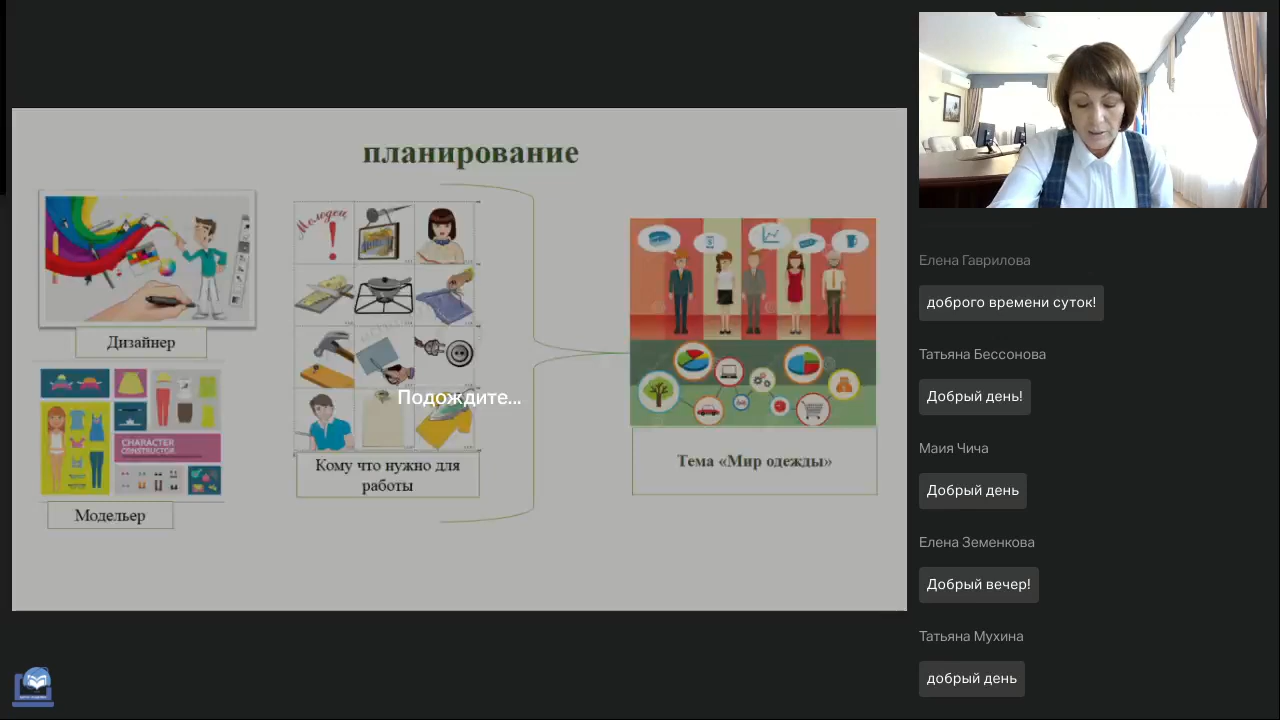 планирование
Молодец
!
Дизайнер
CHARACTER
CONSTRUCTOR
Модельер
Подождите...
Кому что нужно для
работы
Тема «Мир одежды»
Елена Гаврилова
доброго времени суток!
Татьяна Бессонова
Добрый день!
Маия Чича
Добрый день
Елена Земенкова
Добрый вечер!
Татьяна Мухина
добрый день